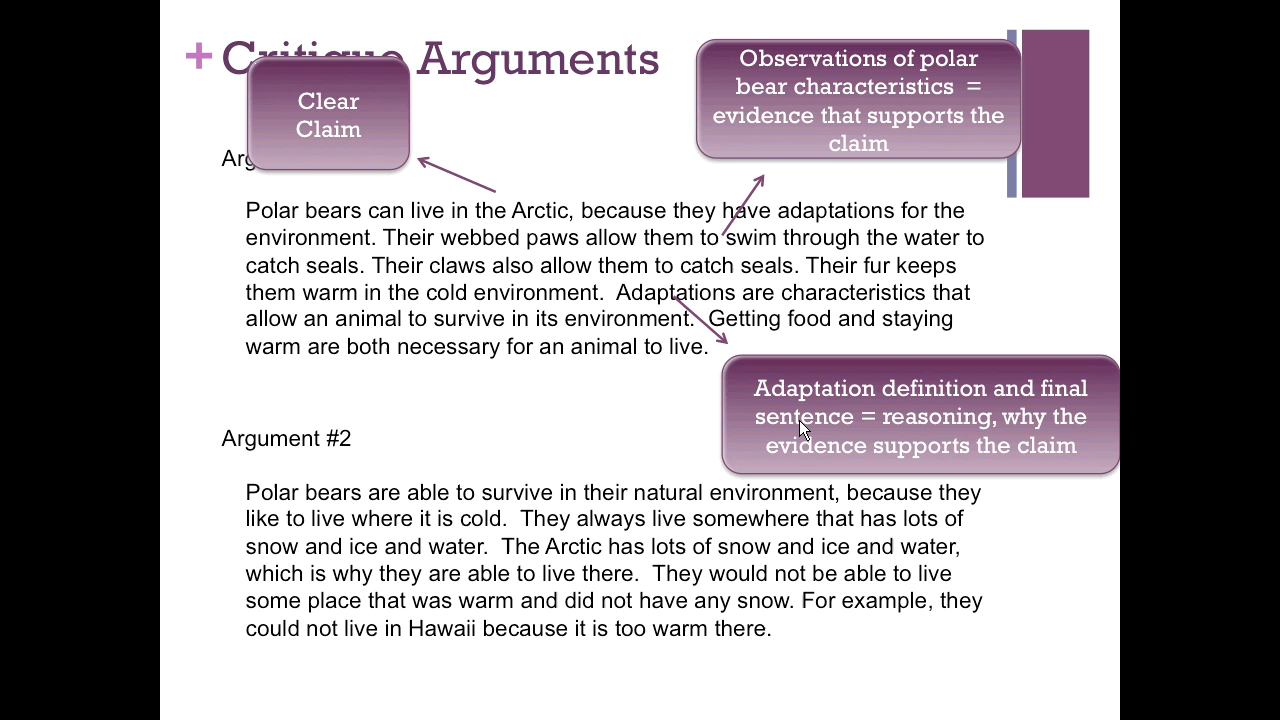 + Critique Arguments
Clear
Claim
Observations of polar
bear characteristics =
evidence that supports the
claim
Polar bears can live in the Arctic, because they have adaptations for the
environment. Their webbed paws allow them to swim through the water to
catch seals. Their claws also allow them to catch seals. Their fur keeps
them warm in the cold environment.  Adaptations are characteristics that
allow an animal to survive in its environment.  Getting food and staying
warm are both necessary for an animal to live.
Adaptation definition and final
sentence = reasoning, why the
evidence supports the claim
Argument #2
Polar bears are able to survive in their natural environment, because they
like to live where it is cold.  They always live somewhere that has lots of
snow and ice and water.  The Arctic has lots of snow and ice and water,
which is why they are able to live there.  They would not be able to live
some place that was warm and did not have any snow. For example, they
could not live in Hawaii because it is too warm there.